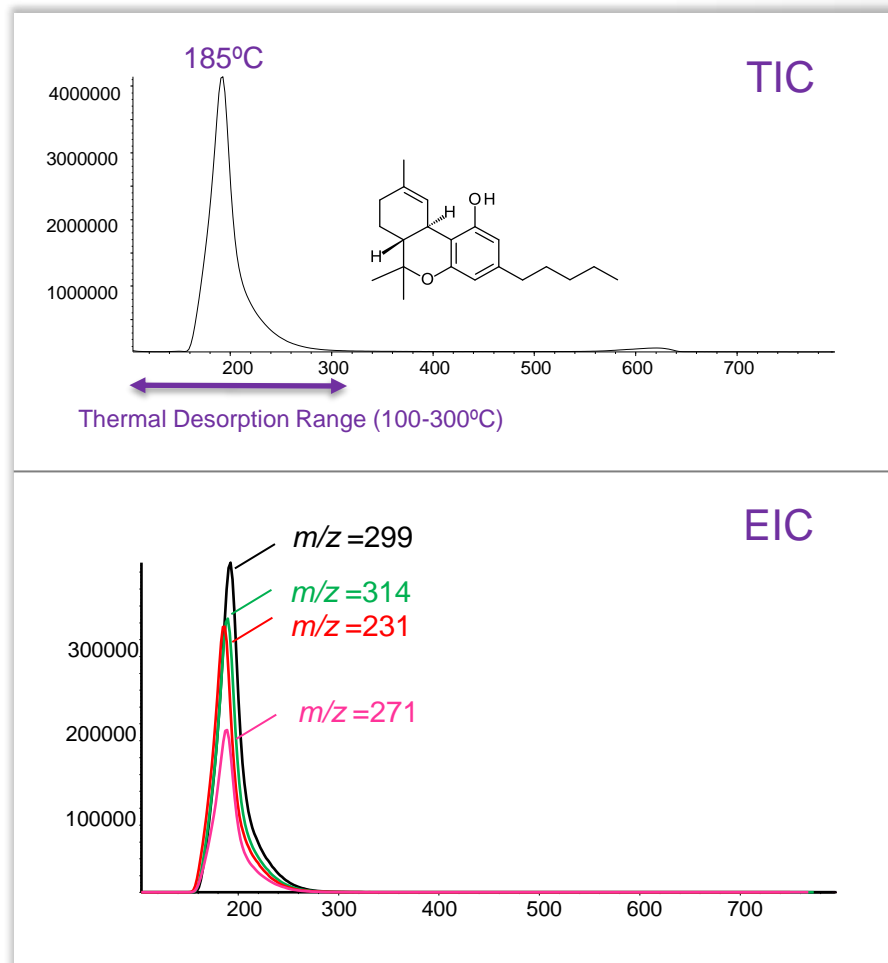 185ºC
TIC
4000000
3000000
2000000
1000000
OH
H
H
O
200 300 400 500 600 700
Thermal Desorption Range (100-300ºC)
EIC
m/z =299
m/z =314
m/z =231
m/z =271
300000
200000
100000
200 300 400 500 600 700